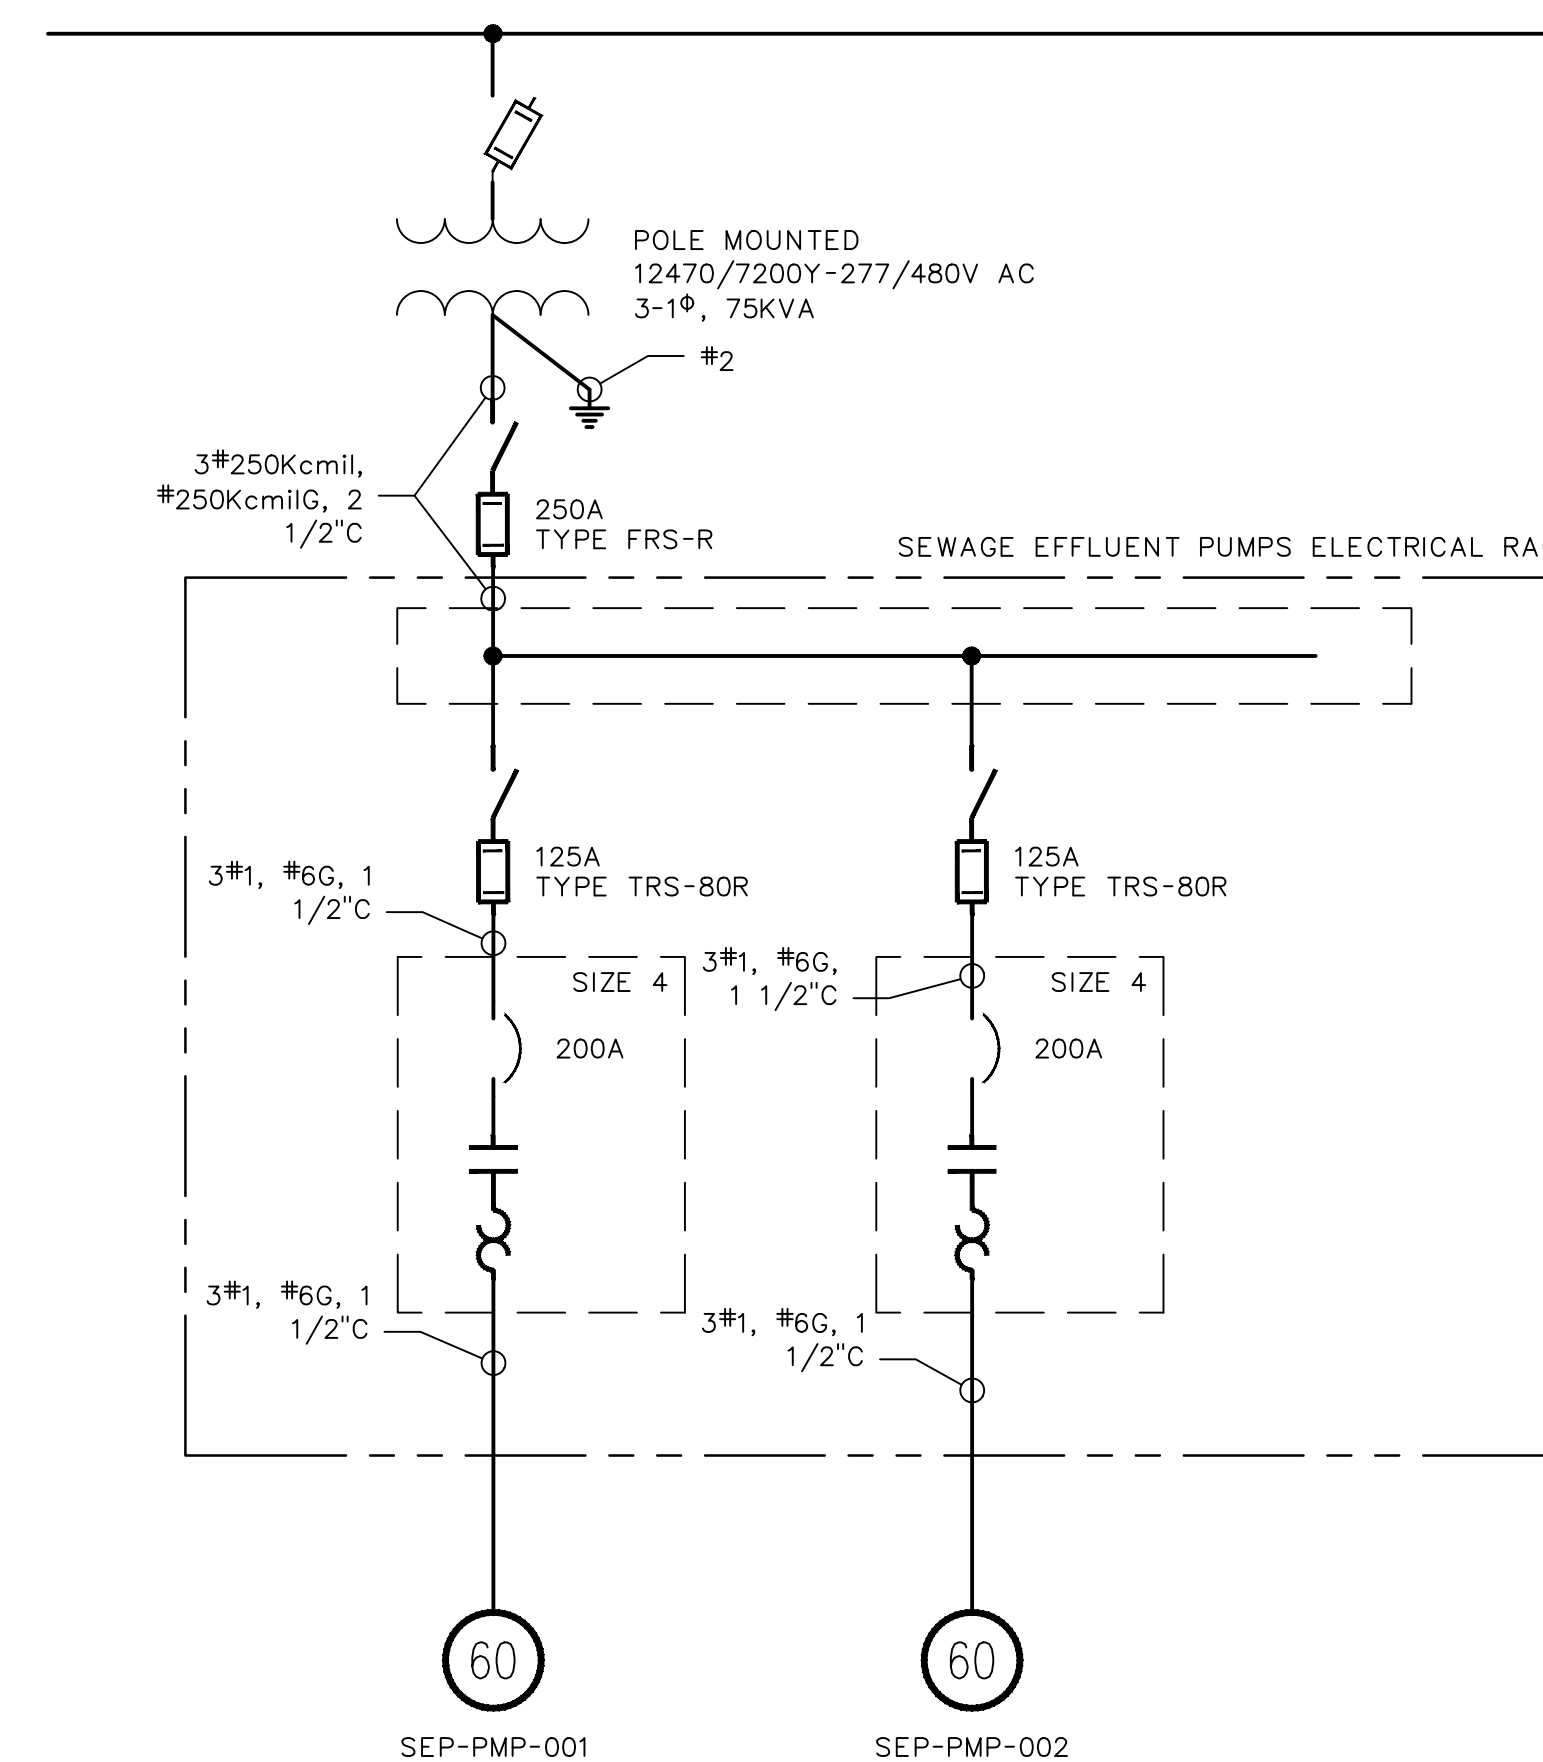 POLE MOUNTED
12470/7200Y-277/480V AC
3-1Φ, 75KVA
#2
3#250Kcmil,
#250KcmilG, 2
1/2"C
250A
TYPE FRS-R
SEWAGE EFFLUENT PUMPS ELECTRICAL
3#1, #6G, 1
1/2"C
125A
TYPE TRS-80R
125A
TYPE TRS-80R
3#1, #6G,
1 1/2"C
SIZE 4
200A
SIZE 4
200A
3#1, #6G, 1
1/2"C
3#1, #6G, 1
1/2"C
60
60
SEP-PMP-001
SEP-PMP-002